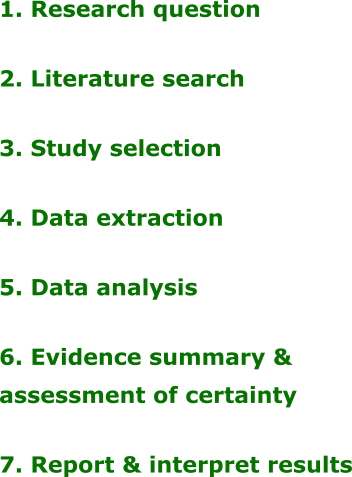 1. Research question
2. Literature search
3. Study selection
4. Data extraction
5. Data analysis
6. Evidence summary &
assessment of certainty
7. Report & interpret results